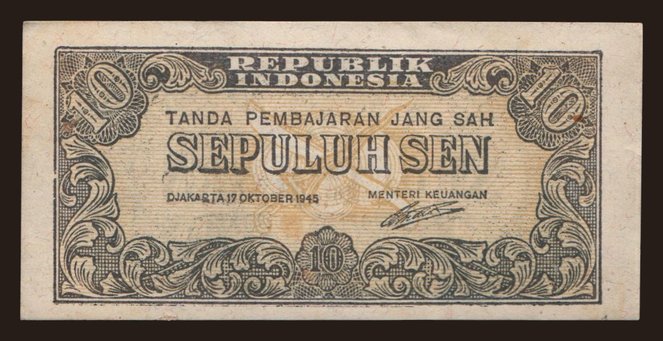 REPUBLIK
INDONESIA
10 10
TANDA PEMBAJARAN JANG SAH
SEPULUH SEN
DJAKARTA 17 OKTOBER 1945 MENTERI KEUANGAN
10